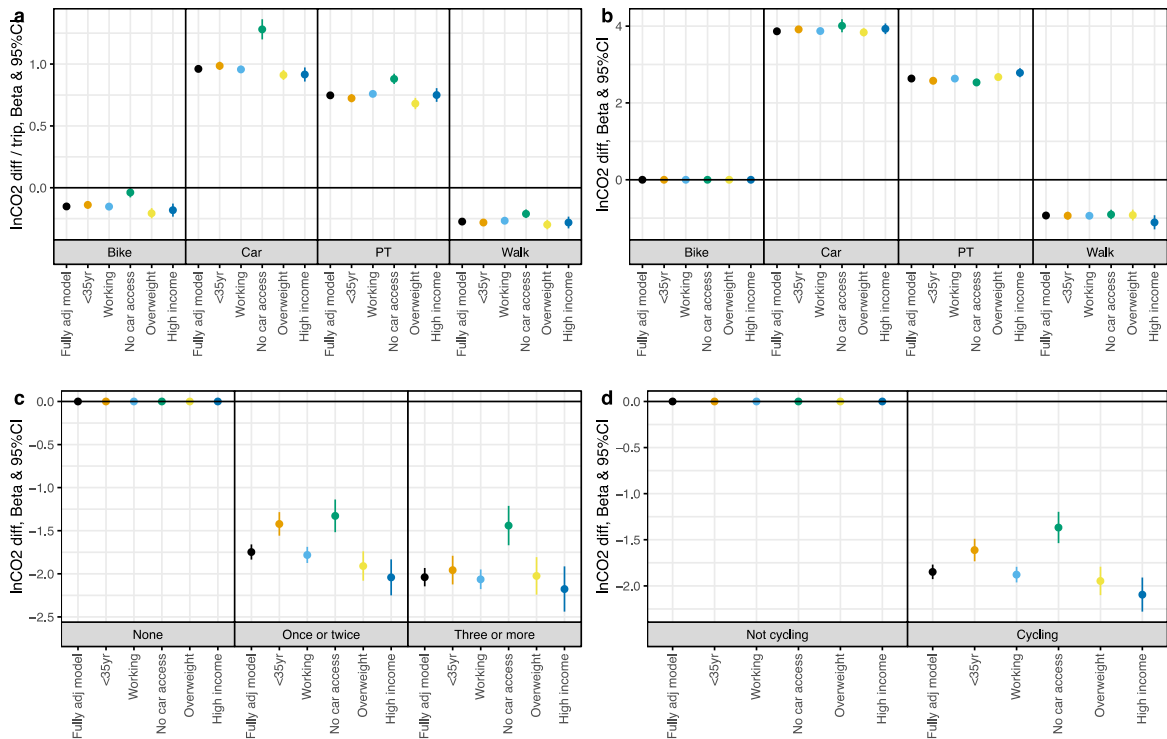 a
lnCO2 diff / trip, Beta & 95%CI
1.0
0.5
0.0
Bike
Car
PT
Walk
Fully adj model
<35yr
Working
No car access
Overweight
High income
Fully adj model
<35yr
Working
No car access
Overweight
High income
Fully adj model
<35yr
Working
No car access
Overweight
High income
Fully adj model
<35yr
Working
No car access
Overweight
High income
b
lnCO2 diff, Beta & 95%CI
4
2
0
Bike
Car
PT
Walk
Fully adj model
<35yr
Working
No car access
Overweight
High income
Fully adj model
<35yr
Working
No car access
Overweight
High income
Fully adj model
<35yr
Working
No car access
Overweight
High income
Fully adj model
<35yr
Working
No car access
Overweight
High income
c
lnCO2 diff, Beta & 95%CI
0.0
−0.5
−1.0
−1.5
−2.0
−2.5
None
Once or twice
Three or more
Fully adj model
<35yr
Working
No car access
Overweight
High income
Fully adj model
<35yr
Working
No car access
Overweight
High income
Fully adj model
<35yr
Working
No car access
Overweight
High income
d
lnCO2 diff, Beta & 95%CI
0.0
−0.5
−1.0
−1.5
−2.0
Not cycling
Cycling
Fully adj model
<35yr
Working
No car access
Overweight
High income
Fully adj model
<35yr
Working
No car access
Overweight
High income